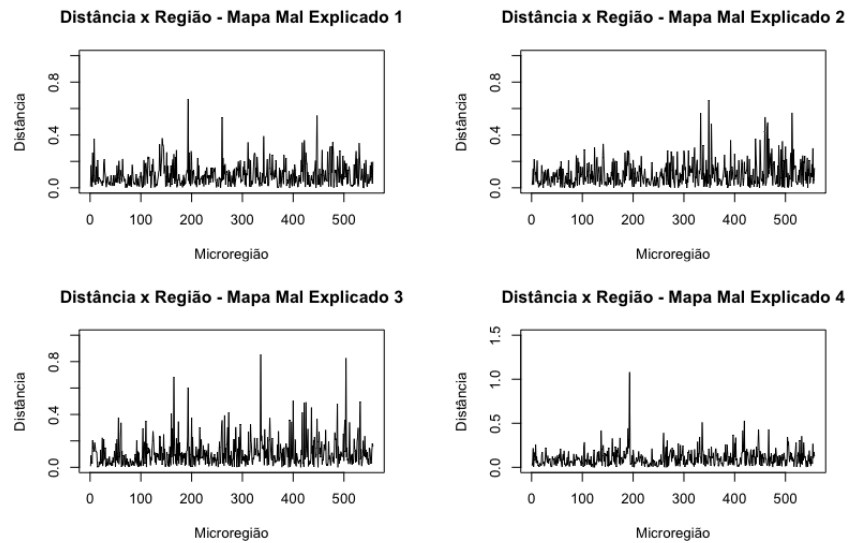 Distância x Região - Mapa Mal Explicado 1
Distância
0.0 0.4 0.8
0 100 200 300 400 500
Microregião
Distância x Região - Mapa Mal Explicado 2
Distância
0.0 0.4 0.8
0 100 200 300 400 500
Microregião
Distância x Região - Mapa Mal Explicado 3
Distância
0.0 0.4 0.8
0 100 200 300 400 500
Microregião
Distância x Região - Mapa Mal Explicado 4
Distância
0.0 0.5 1.0 1.5
0 100 200 300 400 500
Microregião